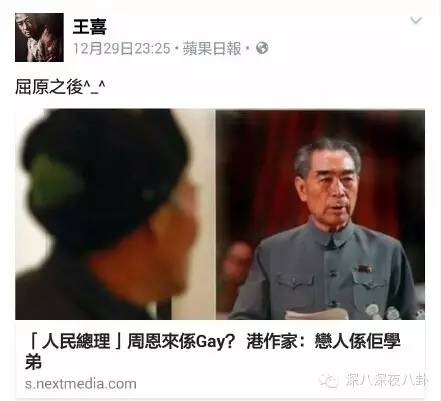 王喜
12月29日23:25 · 蘋果日報 ·
屈原之後^_^
「人民總理」周恩來係Gay? 港作家：戀人係佢學
弟
s.nextmedia.com
深八深夜八卦